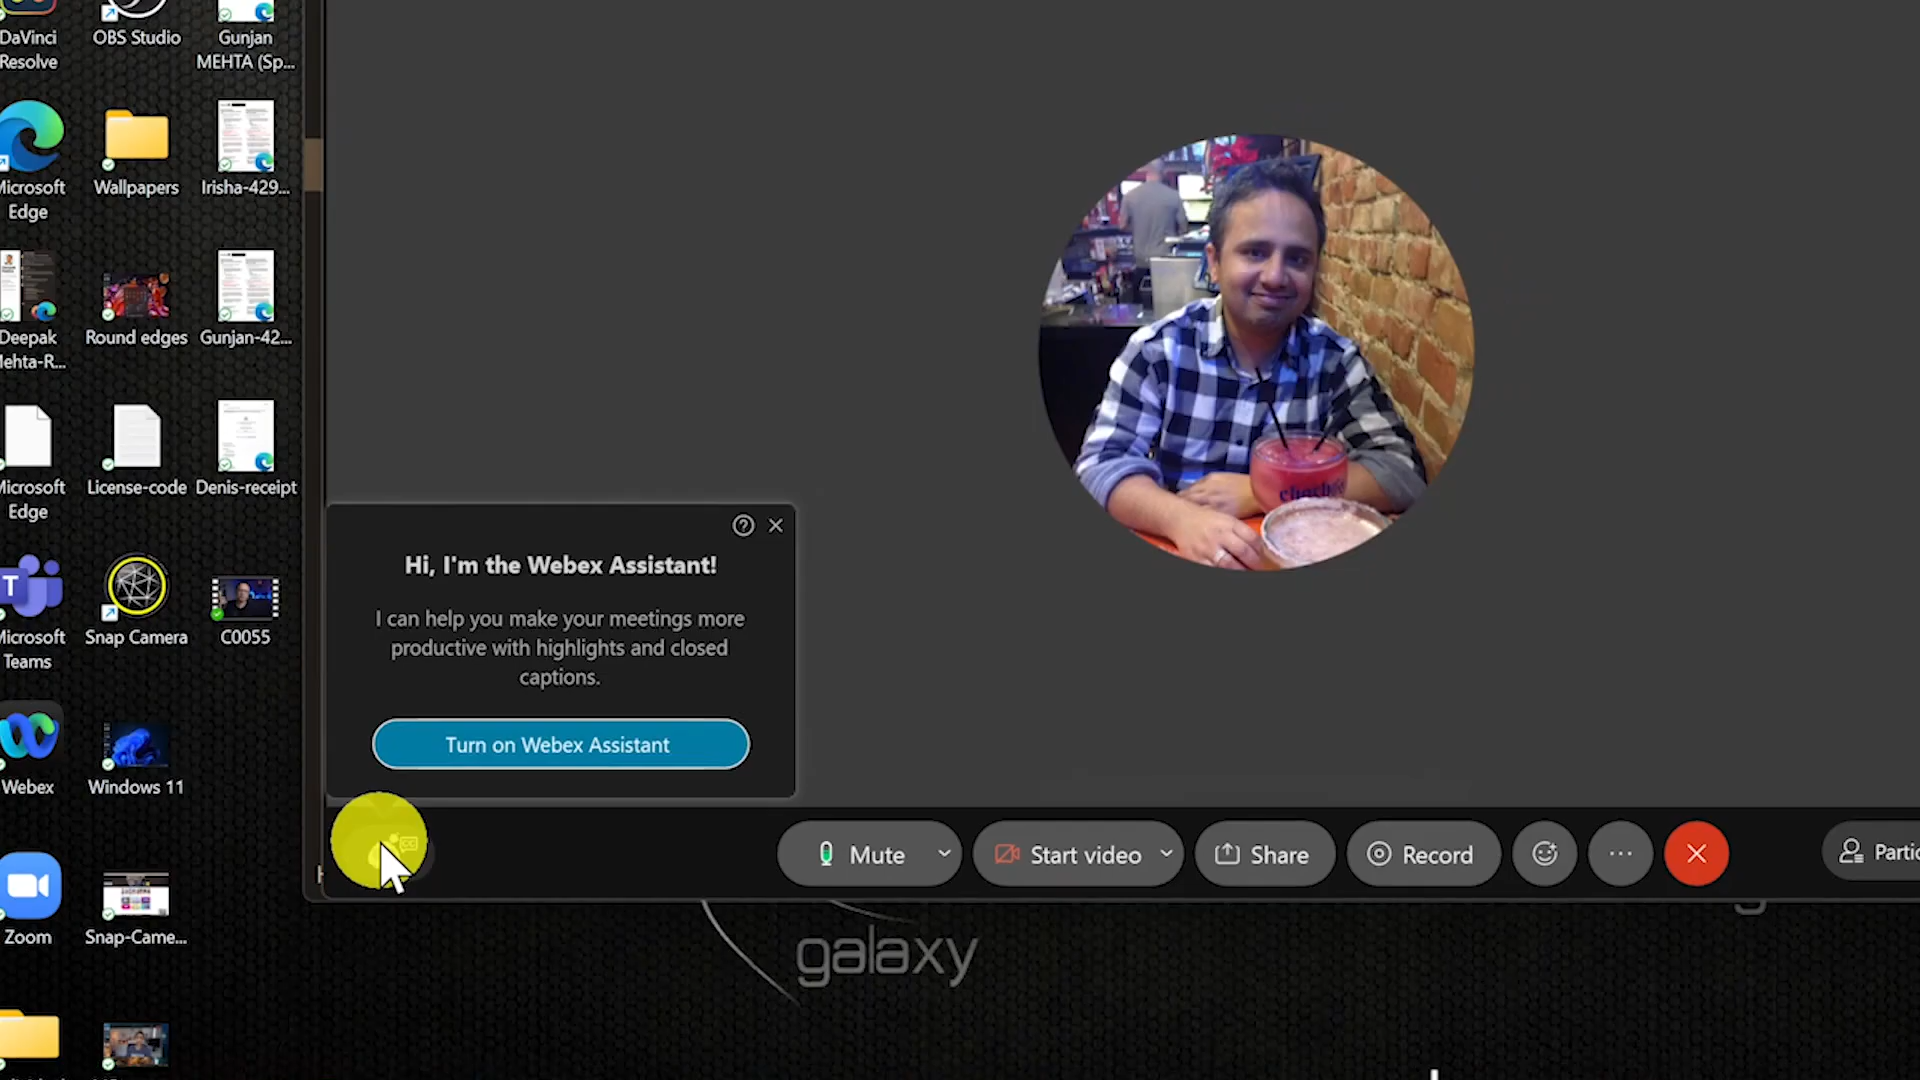 DaVinci
Resolve
OBS Studio
Gunjan
MEHTA (Sp...
Microsoft
Edge
Wallpapers
Irisha-429...
Deepak
Mehta-R...
Round edges
Gunjan-42...
Microsoft
Edge
License-code
Denis-receipt
T
Microsoft
Teams
Snap Camera
C0055
Webex
Windows 11
Zoom
Snap-Came...
Hi, I'm the Webex Assistant!
I can help you make your meetings more
productive with highlights and closed
captions.
Turn on Webex Assistant
Mute
Start video
Share
Record
galaxy